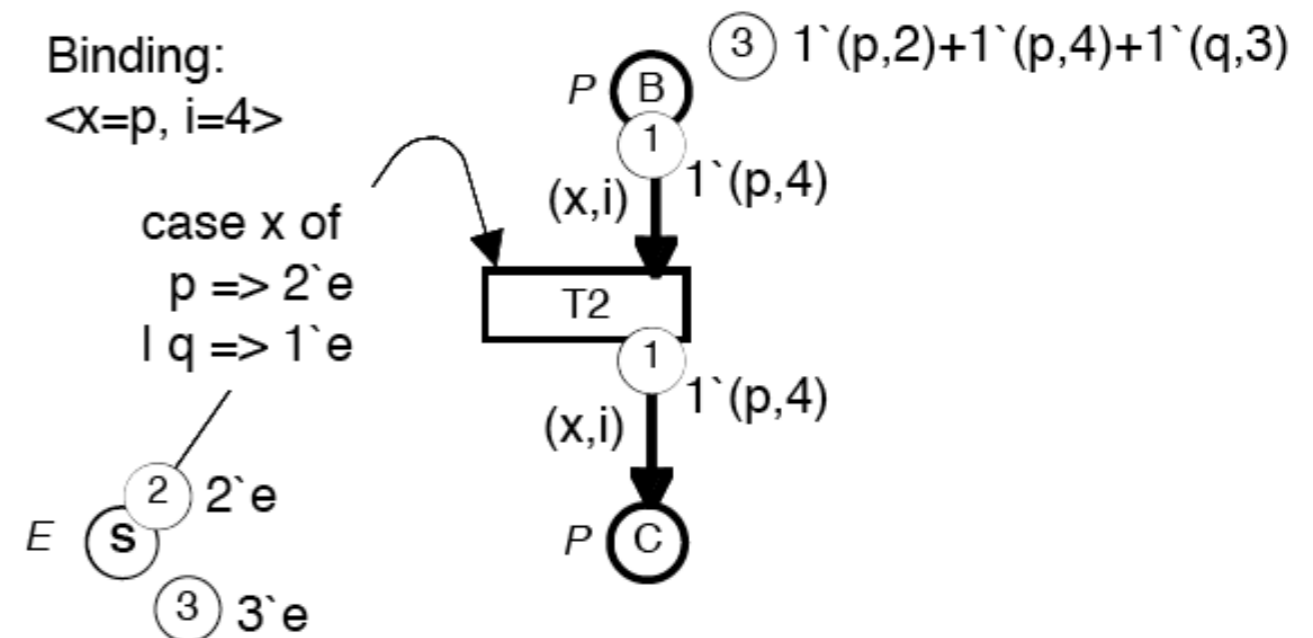 Binding:
<x=p, i=4>
case x of
p => 2`e
| q => 1`e
2
2`e
E
S
3
3`e
3
1`(p,2)+1`(p,4)+1`(q,3)
P
B
1
1`(p,4)
(x,i)
T2
1
1`(p,4)
(x,i)
P
C